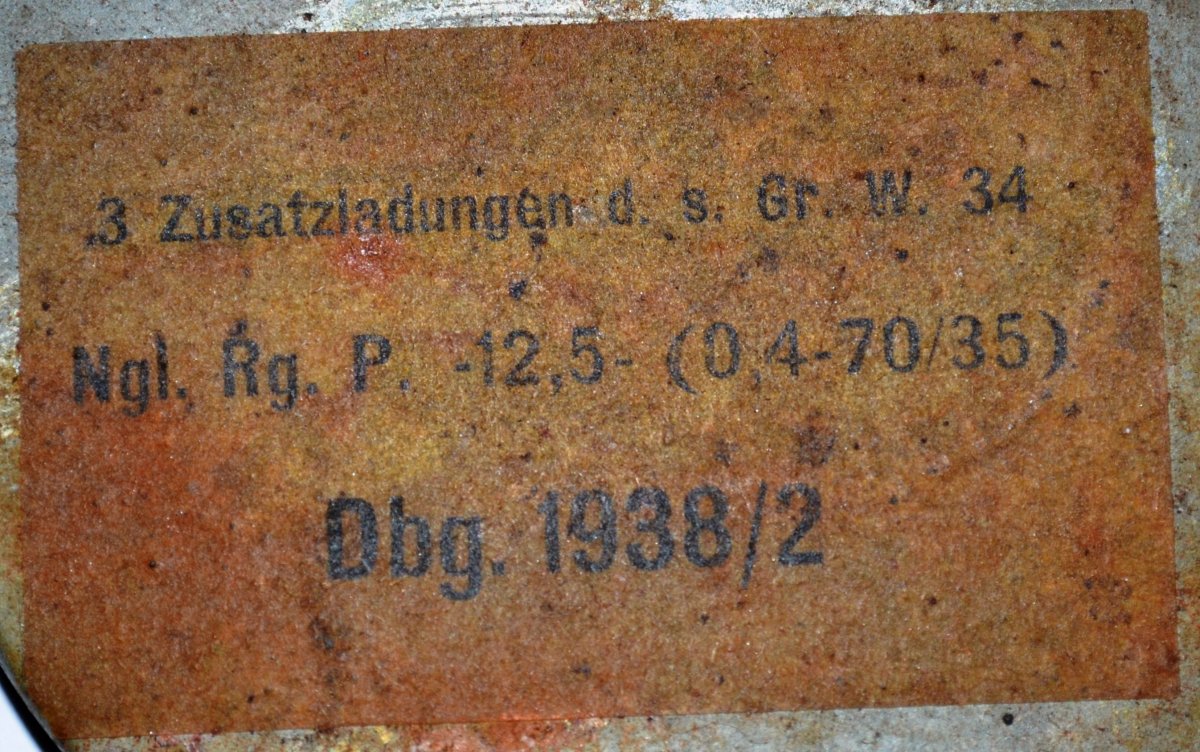 3 Zusatzladungen d. s. Gr. W. 34
Ngl. Rg. P. -12,5- (0,4-70/35)
Dbg. 1938/2